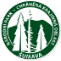 NÁRODNÍ PARK · CHRÁNĚNÁ KRAJINNÁ OBLAST
ŠUMAVA